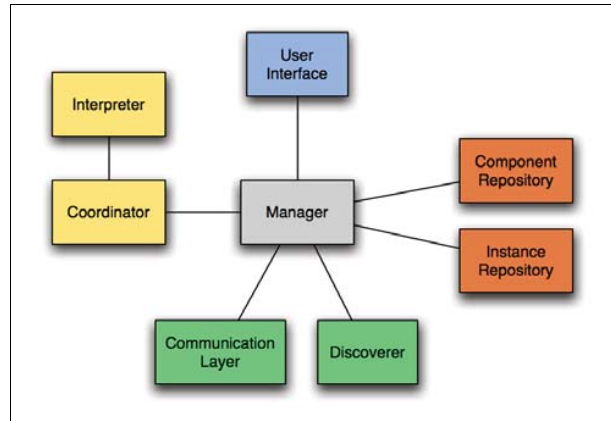 User
Interface
Interpreter
Component
Repository
Coordinator
Manager
Instance
Repository
Communication
Layer
Discoverer